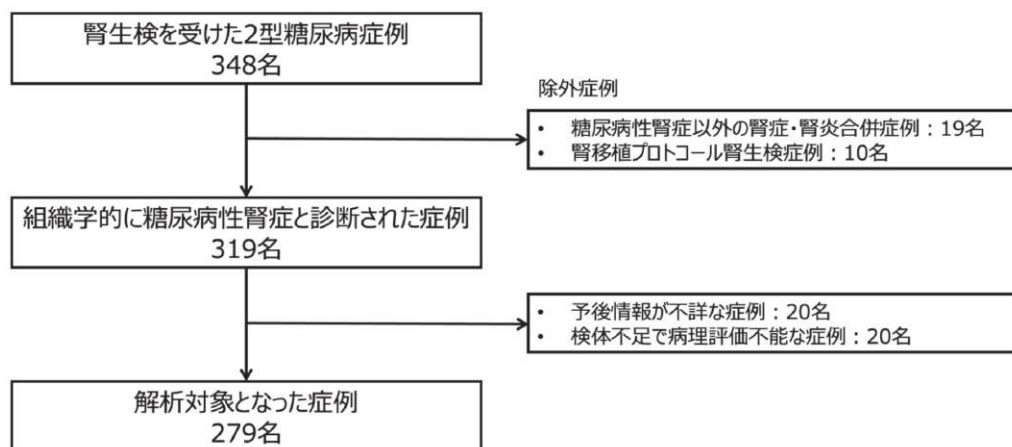 腎生検を受けた2型糖尿病症例
348名
除外症例
• 糖尿病性腎症以外の腎症・腎炎合併症例：19名
• 腎移植プロトコール腎生検症例：10名
組織学的に糖尿病性腎症と診断された症例
319名
• 予後情報が不詳な症例：20名
• 検体不足で病理評価不能な症例：20名
解析対象となった症例
279名